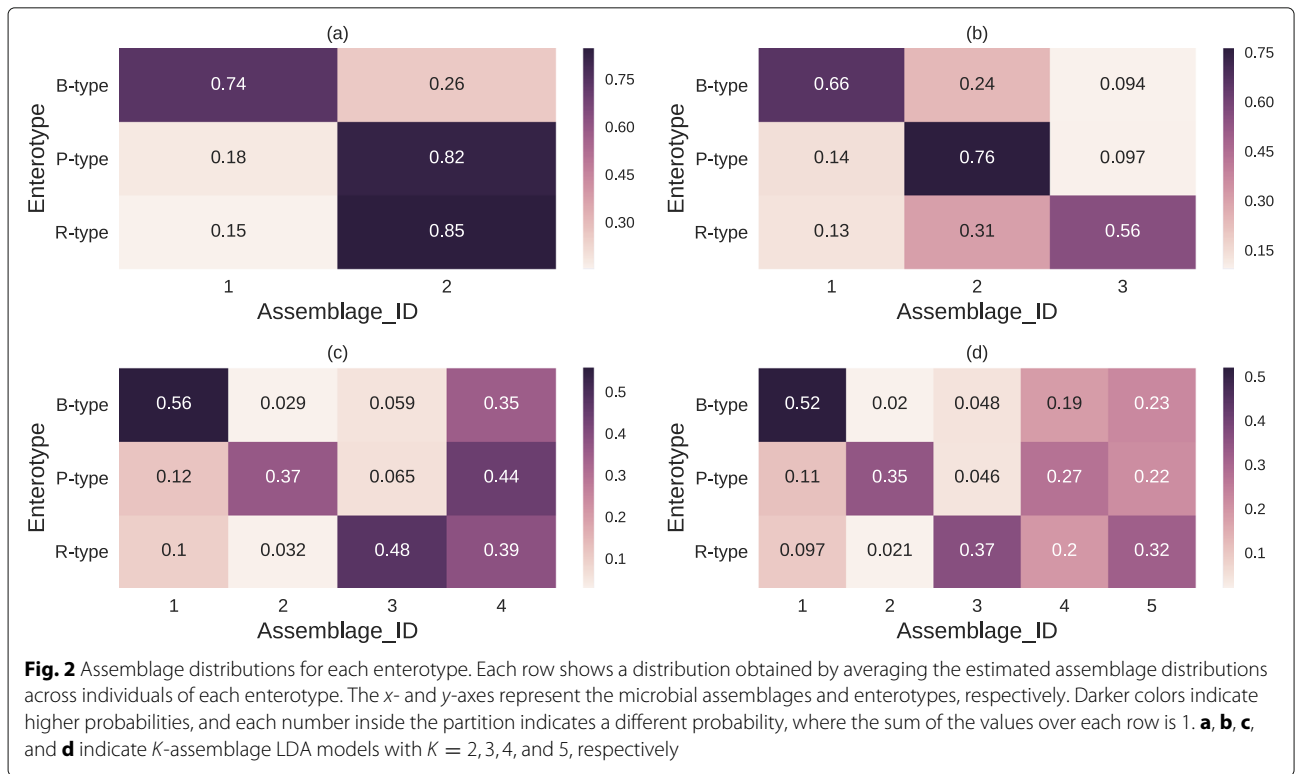 (a)
Enterotype
B-type 0.74 0.26
P-type 0.18 0.82
R-type 0.15 0.85
1 2
Assemblage_ID
0.75
0.60
0.45
0.30
(b)
Enterotype
B-type 0.66 0.24 0.094
P-type 0.14 0.76 0.097
R-type 0.13 0.31 0.56
1 2 3
Assemblage_ID
0.75
0.60
0.45
0.30
0.15
(c)
Enterotype
B-type 0.56 0.029 0.059 0.35
P-type 0.12 0.37 0.065 0.44
R-type 0.1 0.032 0.48 0.39
1 2 3 4
Assemblage_ID
0.5
0.4
0.3
0.2
0.1
(d)
Enterotype
B-type 0.52 0.02 0.048 0.19 0.23
P-type 0.11 0.35 0.046 0.27 0.22
R-type 0.097 0.021 0.37 0.2 0.32
1 2 3 4 5
Assemblage_ID
0.5
0.4
0.3
0.2
0.1
Fig. 2 Assemblage distributions for each enterotype. Each row shows a distribution obtained by averaging the estimated assemblage distributions
across individuals of each enterotype. The x- and y-axes represent the microbial assemblages and enterotypes, respectively. Darker colors indicate
higher probabilities, and each number inside the partition indicates a different probability, where the sum of the values over each row is 1. a, b, c,
and d indicate K-assemblage LDA models with K = 2, 3, 4, and 5, respectively